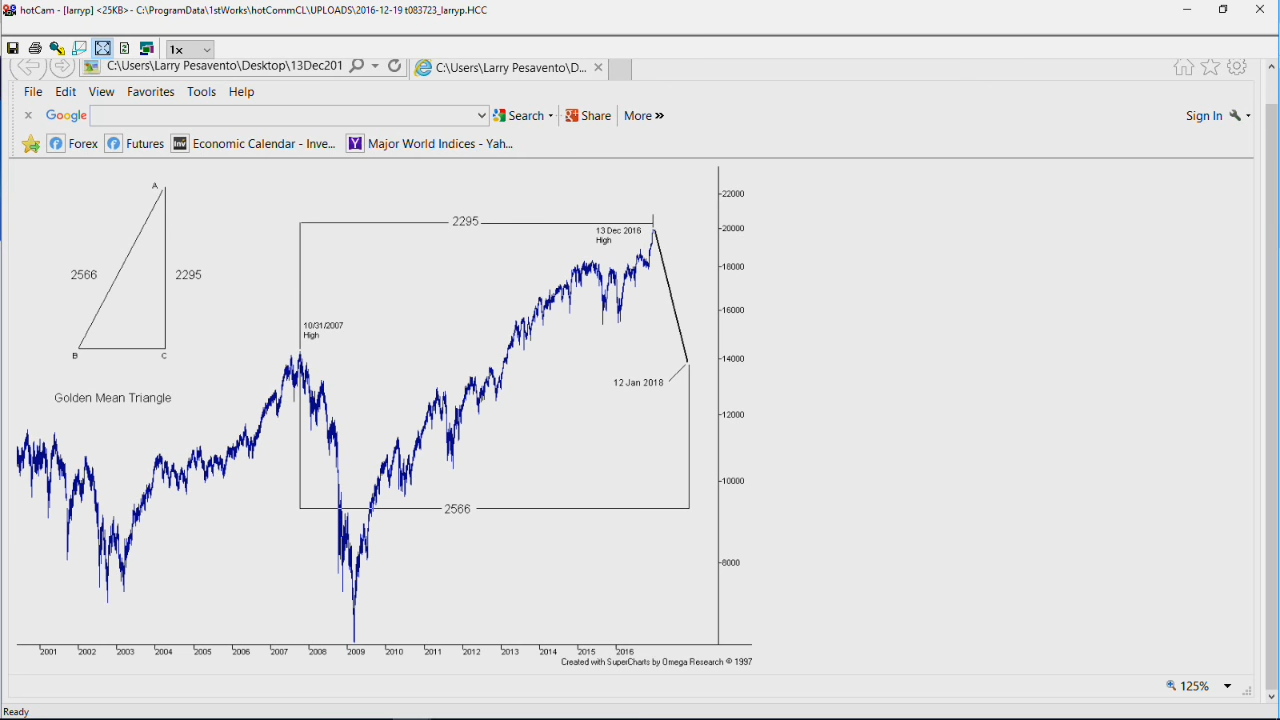 hotCam - [larryp] <25KB> - C:\ProgramData\1stWorks\hotCommCL\UPLOADS\2016-12-19 t083723_larryp.HCC
1x
C:\Users\Larry Pesavento\Desktop\13Dec201
C:\Users\Larry Pesavento\D...
File Edit View Favorites Tools Help
x Google Search Share More »
Sign In
Forex Futures Inv Economic Calendar - Inve... Y Major World Indices - Yah...
A
22000
2295
13 Dec 2016
High
20000
18000
2566
2295
16000
10/31/2007
High
B
C
14000
12 Jan 2018
Golden Mean Triangle
12000
10000
2566
8000
2001 2002 2003 2004 2005 2006 2007 2008 2009 2010 2011 2012 2013 2014 2015 2016
Created with SuperCharts by Omega Research © 1997
125%
Ready